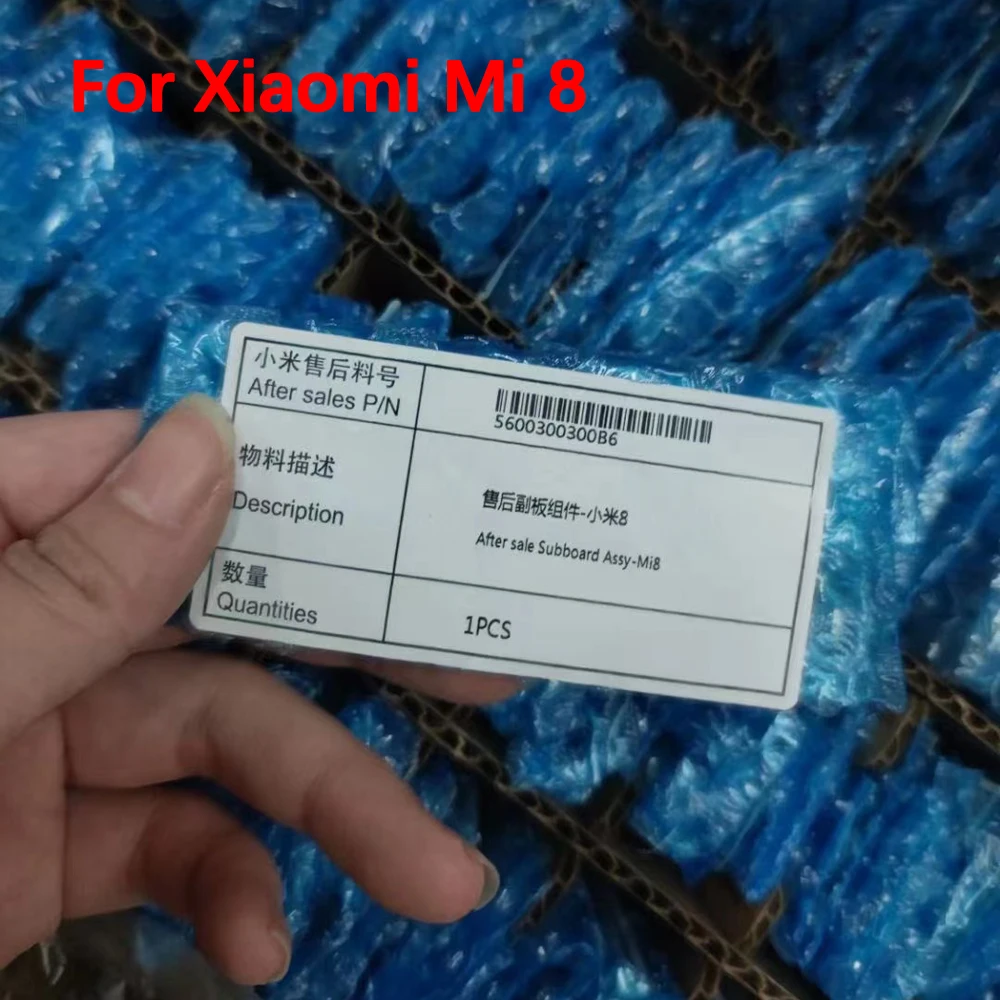 For Xiaomi Mi 8
小米售后料号
After sales P/N
5600300300B6
物料描述
Description
售后副板组件-小米8
After sale Subboard Assy-Mi8
数量
Quantities
1PCS